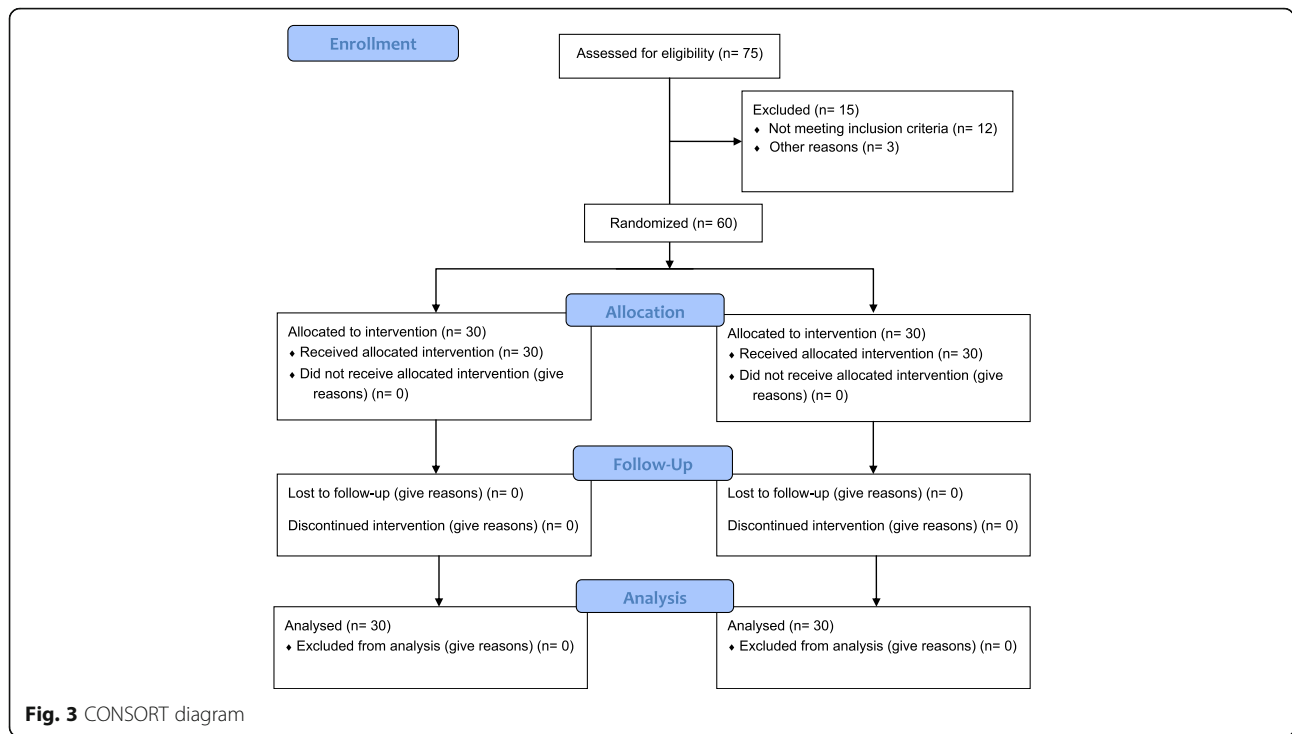 Enrollment
Assessed for eligibility (n= 75)
Excluded (n= 15)
♦ Not meeting inclusion criteria (n= 12)
♦ Other reasons (n= 3)
Randomized (n= 60)
Allocation
Allocated to intervention (n= 30)
♦ Received allocated intervention (n= 30)
♦ Did not receive allocated intervention (give
reasons) (n= 0)
Allocated to intervention (n= 30)
♦ Received allocated intervention (n= 30)
♦ Did not receive allocated intervention (give
reasons) (n= 0)
Follow-Up
Lost to follow-up (give reasons) (n= 0)
Discontinued intervention (give reasons) (n= 0)
Lost to follow-up (give reasons) (n= 0)
Discontinued intervention (give reasons) (n= 0)
Analysis
Analysed (n= 30)
♦ Excluded from analysis (give reasons) (n= 0)
Analysed (n= 30)
♦ Excluded from analysis (give reasons) (n= 0)
Fig. 3 CONSORT diagram